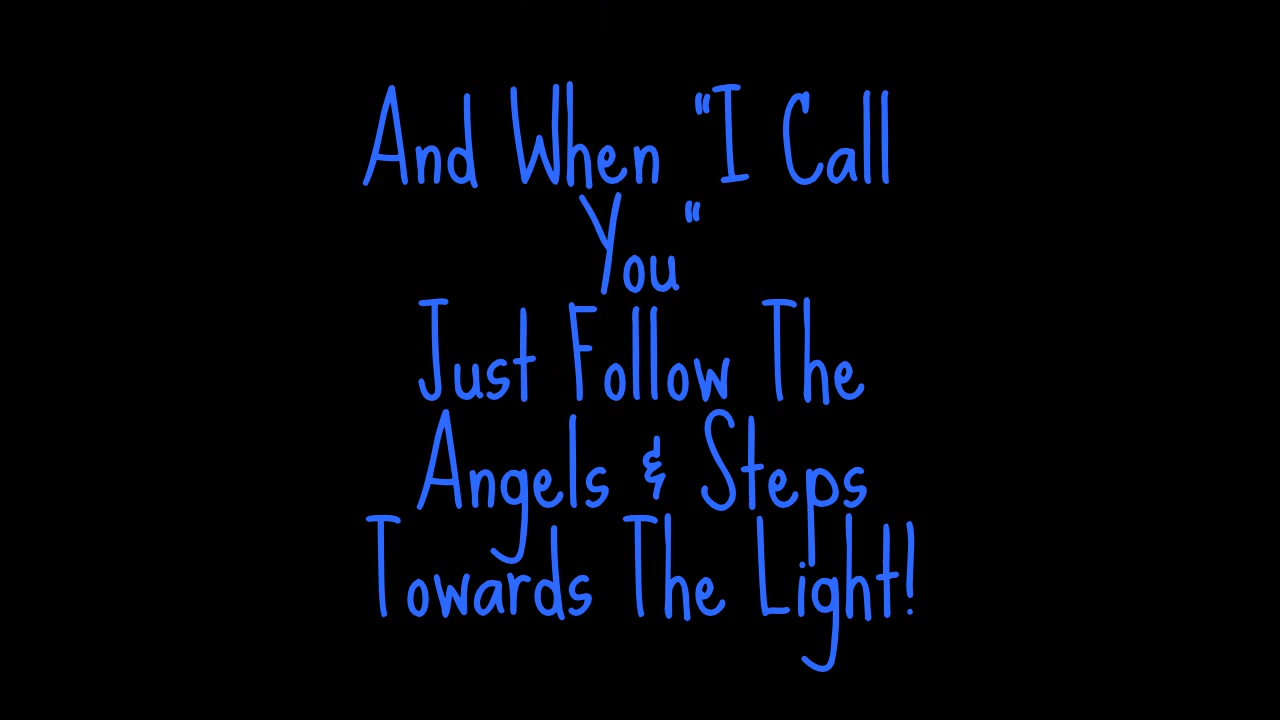 And When "I Call
You"
Just Follow The
Angels & Steps
Towards The Light!